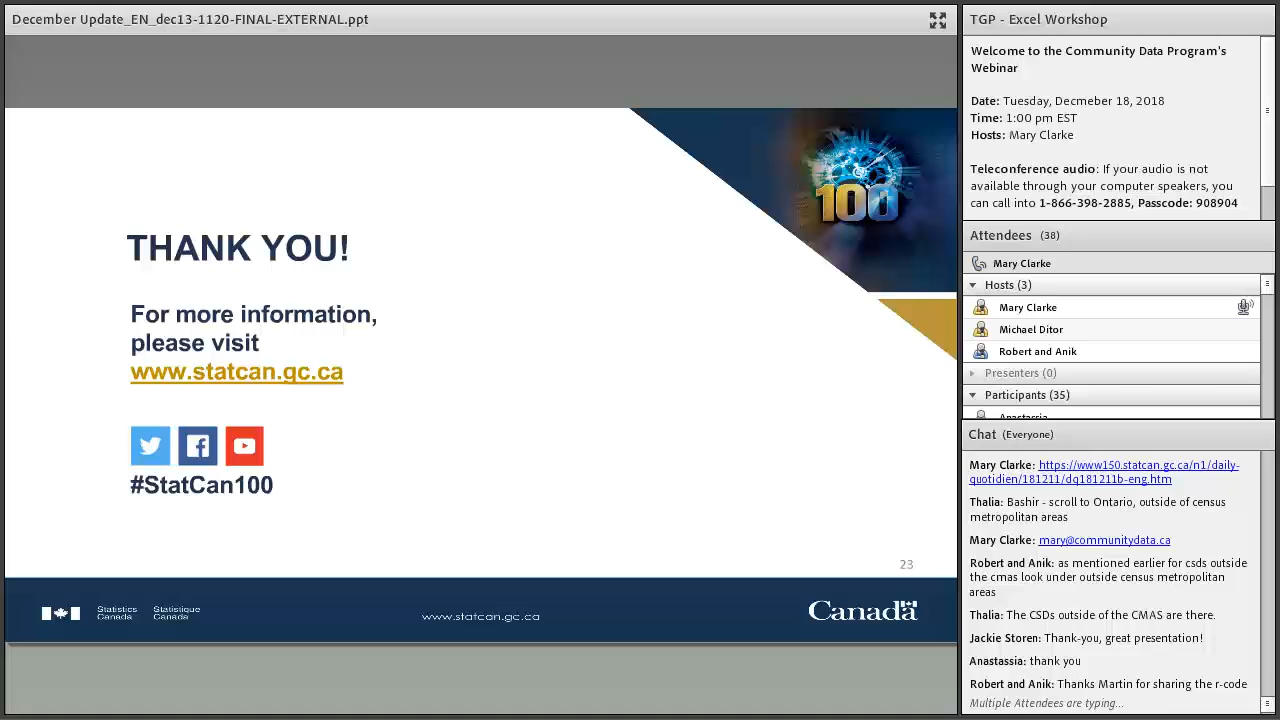 December Update_EN_dec13-1120-FINAL-EXTERNAL.ppt
100
THANK YOU!
For more information,
please visit
www.statcan.gc.ca
#StatCan100
23
Statistics Statistique
Canada Canada
www.statcan.gc.ca
Canada
TGP - Excel Workshop
Welcome to the Community Data Program's
Webinar
Date: Tuesday, Decmeber 18, 2018
Time: 1:00 pm EST
Hosts: Mary Clarke
Teleconference audio: If your audio is not
available through your computer speakers, you
can call into 1-866-398-2885, Passcode: 908904
Attendees (38)
Mary Clarke
Hosts (3)
Mary Clarke
Michael Ditor
Robert and Anik
Presenters (0)
Participants (35)
Anastassia
Chat (Everyone)
Mary Clarke: https://www150.statcan.gc.ca/n1/daily-
quotidien/181211/dq181211b-eng.htm
Thalia: Bashir - scroll to Ontario, outside of census
metropolitan areas
Mary Clarke: mary@communitydata.ca
Robert and Anik: as mentioned earlier for csds outside
the cmas look under outside census metropolitan
areas
Thalia: The CSDs outside of the CMAS are there.
Jackie Storen: Thank-you, great presentation!
Anastassia: thank you
Robert and Anik: Thanks Martin for sharing the r-code
Multiple Attendees are typing...